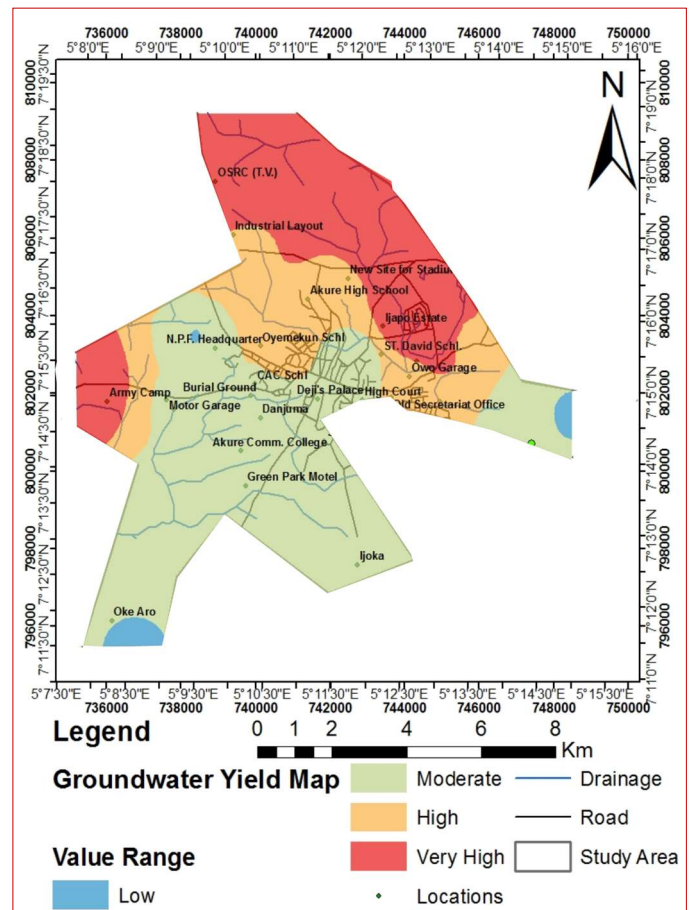 736000 738000 740000 742000 744000 746000 748000 750000
5°8'0"E 5°9'0"E 5°10'0"E 5°11'0"E 5°12'0"E 5°13'0"E 5°14'0"E 5°15'0"E 5°16'0"E
810000 808000 806000 804000 802000 800000 798000 796000
7°19'30"N 7°18'30"N 7°17'30"N 7°16'30"N 7°15'30"N 7°14'30"N 7°13'30"N 7°12'30"N 7°11'30"N
N
OSRC (T.V.)
Industrial Layout
New Site for Stadiu
Akure High School
Ijapo Estate
N.P.F. Headquarter
Oyemekun Schl
ST. David Schl.
Owo Garage
CAC Schl
Burial Ground
Deji's Palace
High Court
Army Camp
Motor Garage
Danjuma
Old Secretariat Office
Akure Comm. College
Green Park Motel
Ijoka
Oke Aro
7°19'0"N 7°18'0"N 7°17'0"N 7°16'0"N 7°15'0"N 7°14'0"N 7°13'0"N 7°12'0"N 7°11'0"N
810000 808000 806000 804000 802000 800000 798000 796000
5°7'30"E 5°8'30"E 5°9'30"E 5°10'30"E 5°11'30"E 5°12'30"E 5°13'30"E 5°14'30"E 5°15'30"E
736000 738000 740000 742000 744000 746000 748000 750000
Legend
0 1 2 4 6 8
Km
Groundwater Yield Map
Value Range
Low
Moderate
High
Very High
Locations
Drainage
Road
Study Area